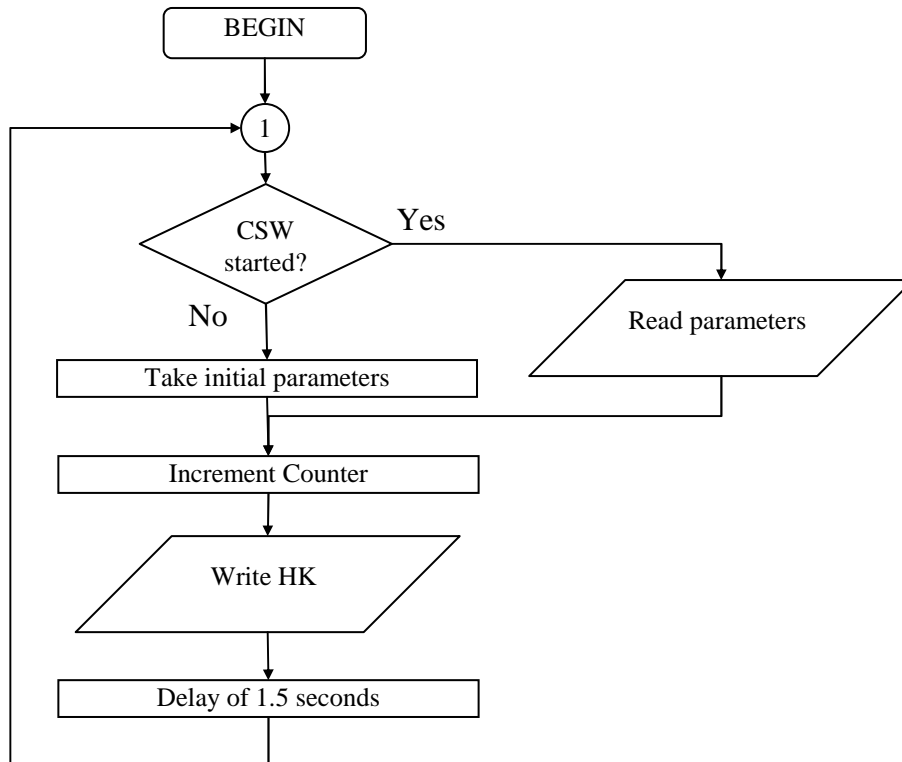 BEGIN
1
CSW
started?
Yes
No
Read parameters
Take initial parameters
Increment Counter
Write HK
Delay of 1.5 seconds